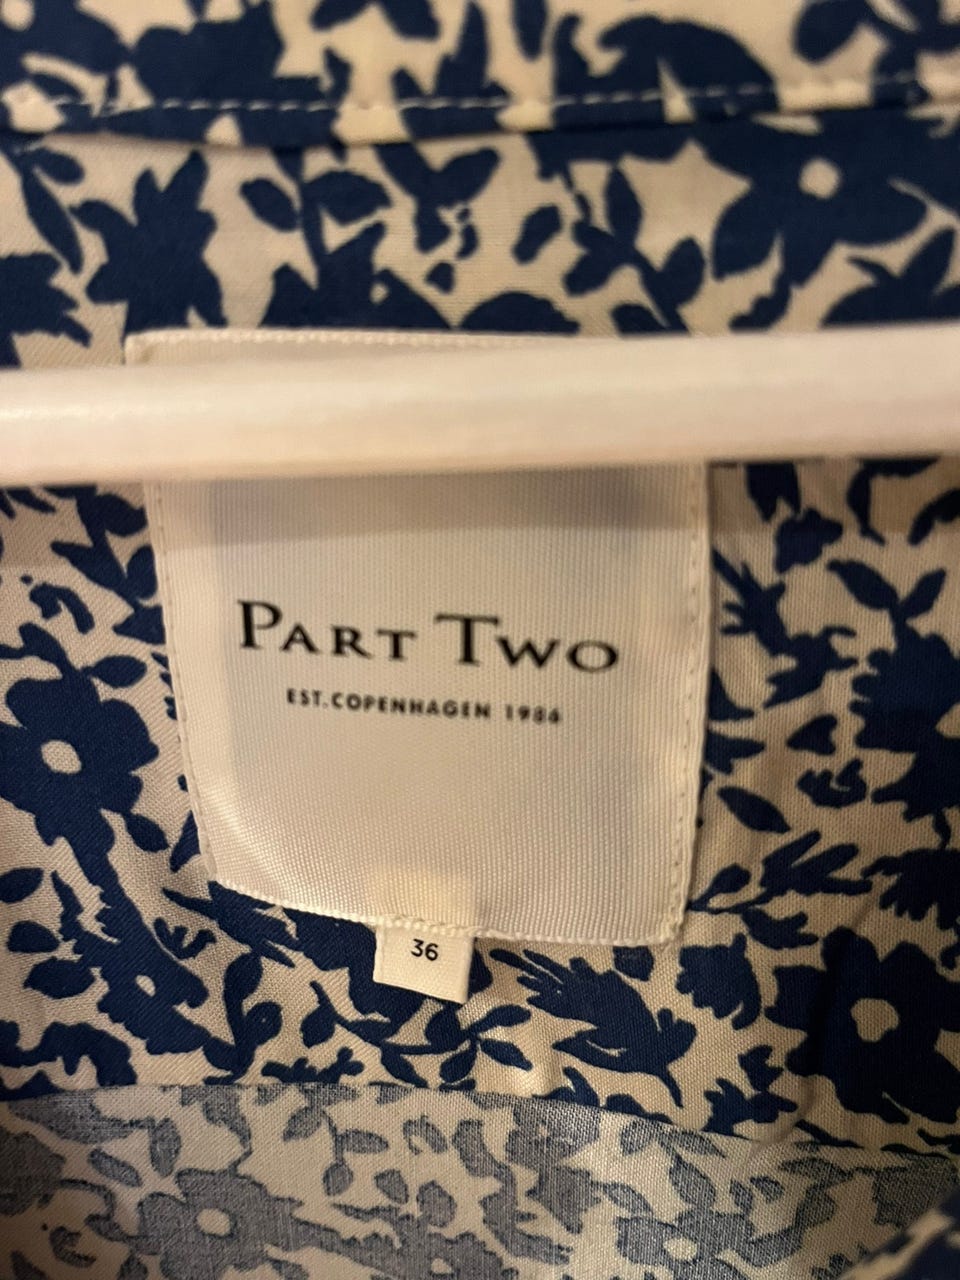 PART TWO
EST. COPENHAGEN 1986
36